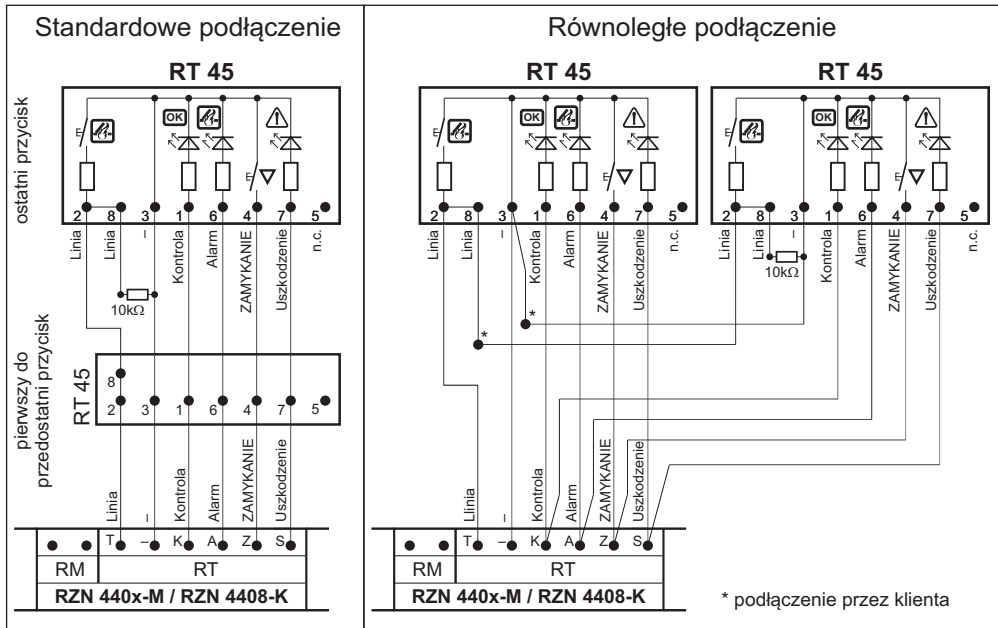 Standardowe podłączenie
RT 45
OK
ostatni przycisk
2 8 3 1 6 4 7 5
Linia
Linia
–
Kontrola
Alarm
ZAMYKANIE
Uszkodzenie
n.c.
10kΩ
pierwszy do
przedostatni przycisk
RT 45
8
2 3 1 6 4 7 5
Linia
–
Kontrola
Alarm
ZAMYKANIE
Uszkodzenie
T – K A Z S
RM RT
RZN 440x-M / RZN 4408-K
Równoległe podłączenie
RT 45
OK
2 8 3 1 6 4 7 5
Linia
Linia
–
Kontrola
Alarm
ZAMYKANIE
Uszkodzenie
n.c.
RT 45
OK
2 8 3 1 6 4 7 5
Linia
Linia
–
Kontrola
Alarm
ZAMYKANIE
Uszkodzenie
n.c.
10kΩ
*
*
Llinia
–
Kontrola
Alarm
ZAMYKANIE
Uszkodzenie
T – K A Z S
RM RT
RZN 440x-M / RZN 4408-K
* podłączenie przez klienta